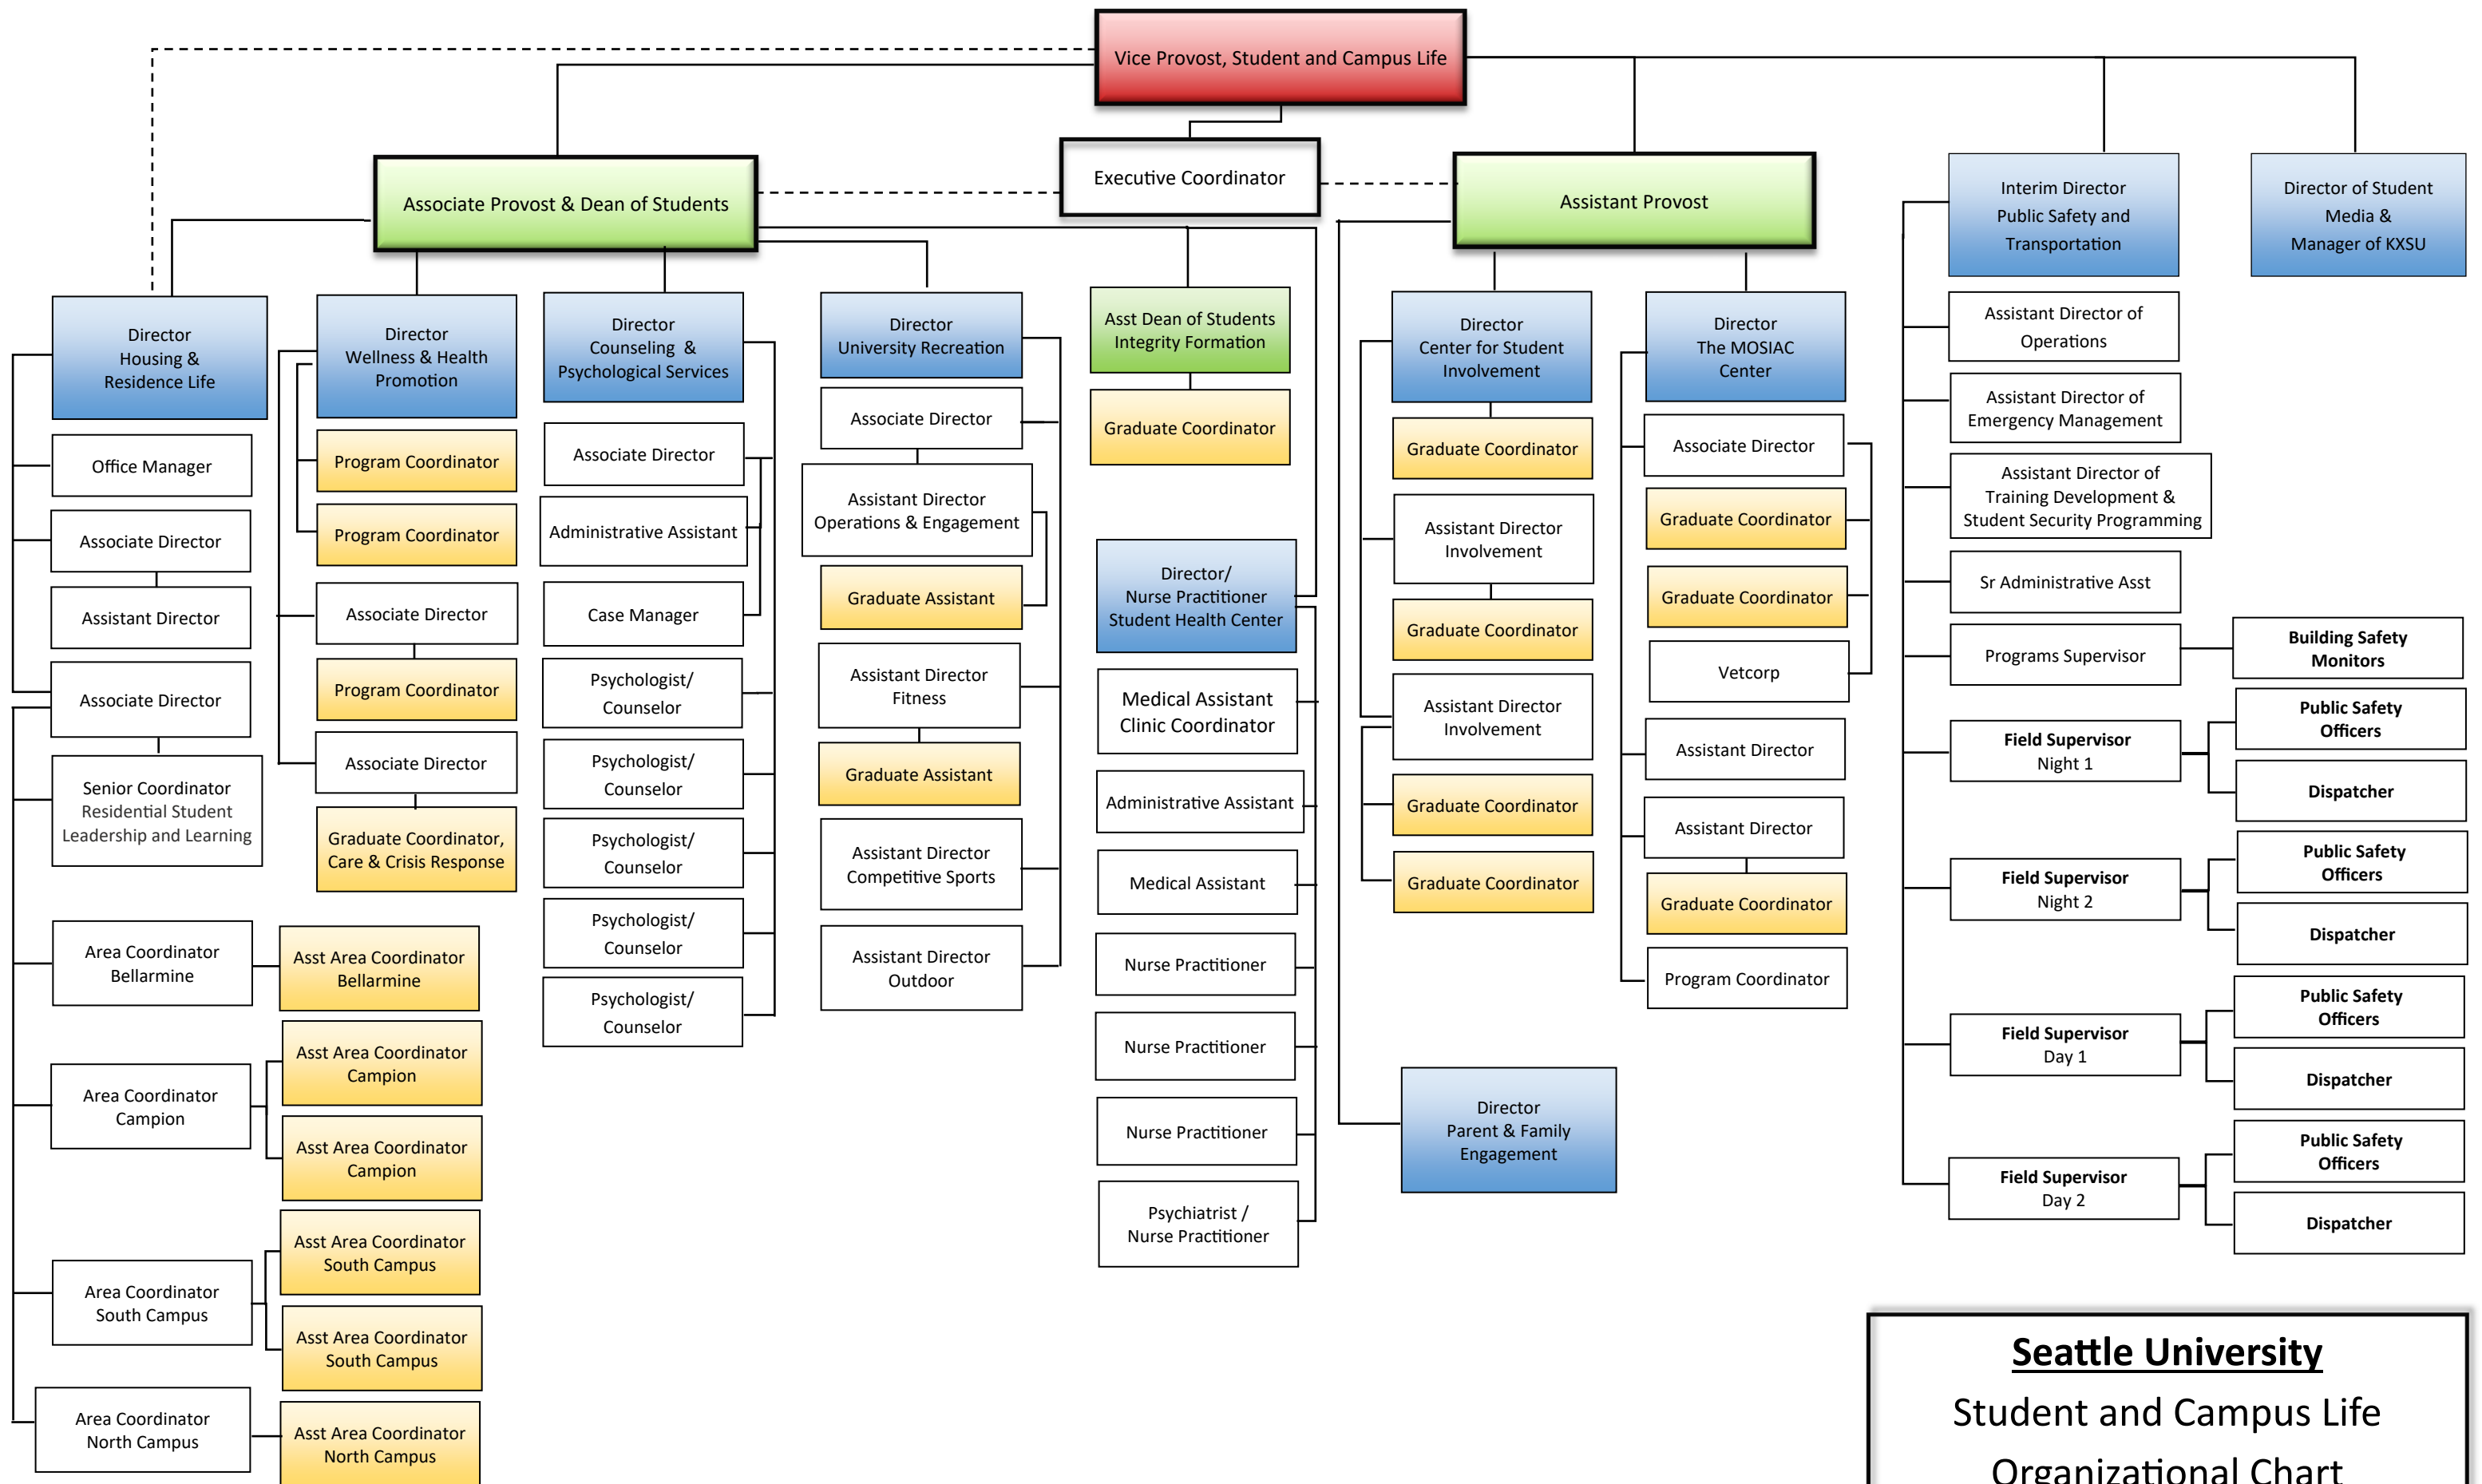 Vice Provost, Student and Campus Life
Executive Coordinator
Associate Provost & Dean of Students
Assistant Provost
Interim Director
Public Safety and
Transportation
Director of Student
Media &
Manager of KXSU
Director
Housing &
Residence Life
Office Manager
Associate Director
Assistant Director
Associate Director
Senior Coordinator
Residential Student
Leadership and Learning
Area Coordinator
Bellarmine
Asst Area Coordinator
Bellarmine
Area Coordinator
Campion
Asst Area Coordinator
Campion
Asst Area Coordinator
Campion
Area Coordinator
South Campus
Asst Area Coordinator
South Campus
Asst Area Coordinator
South Campus
Area Coordinator
North Campus
Asst Area Coordinator
North Campus
Director
Wellness & Health
Promotion
Program Coordinator
Program Coordinator
Associate Director
Program Coordinator
Associate Director
Graduate Coordinator,
Care & Crisis Response
Director
Counseling &
Psychological Services
Associate Director
Administrative Assistant
Case Manager
Psychologist/
Counselor
Psychologist/
Counselor
Psychologist/
Counselor
Psychologist/
Counselor
Psychologist/
Counselor
Director
University Recreation
Associate Director
Assistant Director
Operations & Engagement
Graduate Assistant
Assistant Director
Fitness
Graduate Assistant
Assistant Director
Competitive Sports
Assistant Director
Outdoor
Asst Dean of Students
Integrity Formation
Graduate Coordinator
Director/
Nurse Practitioner
Student Health Center
Medical Assistant
Clinic Coordinator
Administrative Assistant
Medical Assistant
Nurse Practitioner
Nurse Practitioner
Nurse Practitioner
Psychiatrist /
Nurse Practitioner
Director
Center for Student
Involvement
Graduate Coordinator
Assistant Director
Involvement
Graduate Coordinator
Assistant Director
Involvement
Graduate Coordinator
Graduate Coordinator
Director
The MOSIAC
Center
Associate Director
Graduate Coordinator
Graduate Coordinator
Vetcorp
Assistant Director
Assistant Director
Graduate Coordinator
Program Coordinator
Director
Parent & Family
Engagement
Assistant Director of
Operations
Assistant Director of
Emergency Management
Assistant Director of
Training Development &
Student Security Programming
Sr Administrative Asst
Programs Supervisor
Building Safety
Monitors
Field Supervisor
Night 1
Public Safety
Officers
Dispatcher
Field Supervisor
Night 2
Public Safety
Officers
Dispatcher
Field Supervisor
Day 1
Public Safety
Officers
Dispatcher
Field Supervisor
Day 2
Public Safety
Officers
Dispatcher
Seattle University
Student and Campus Life
Organizational Chart